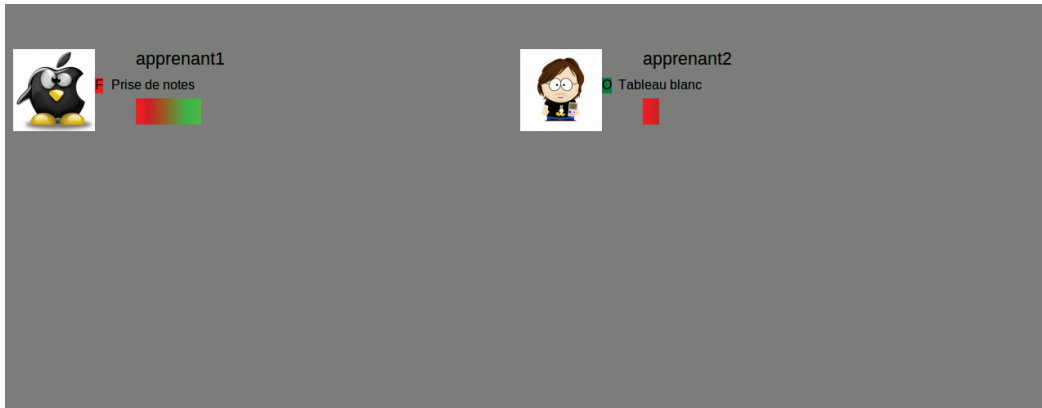 apprenant1
F Prise de notes
apprenant2
O Tableau blanc